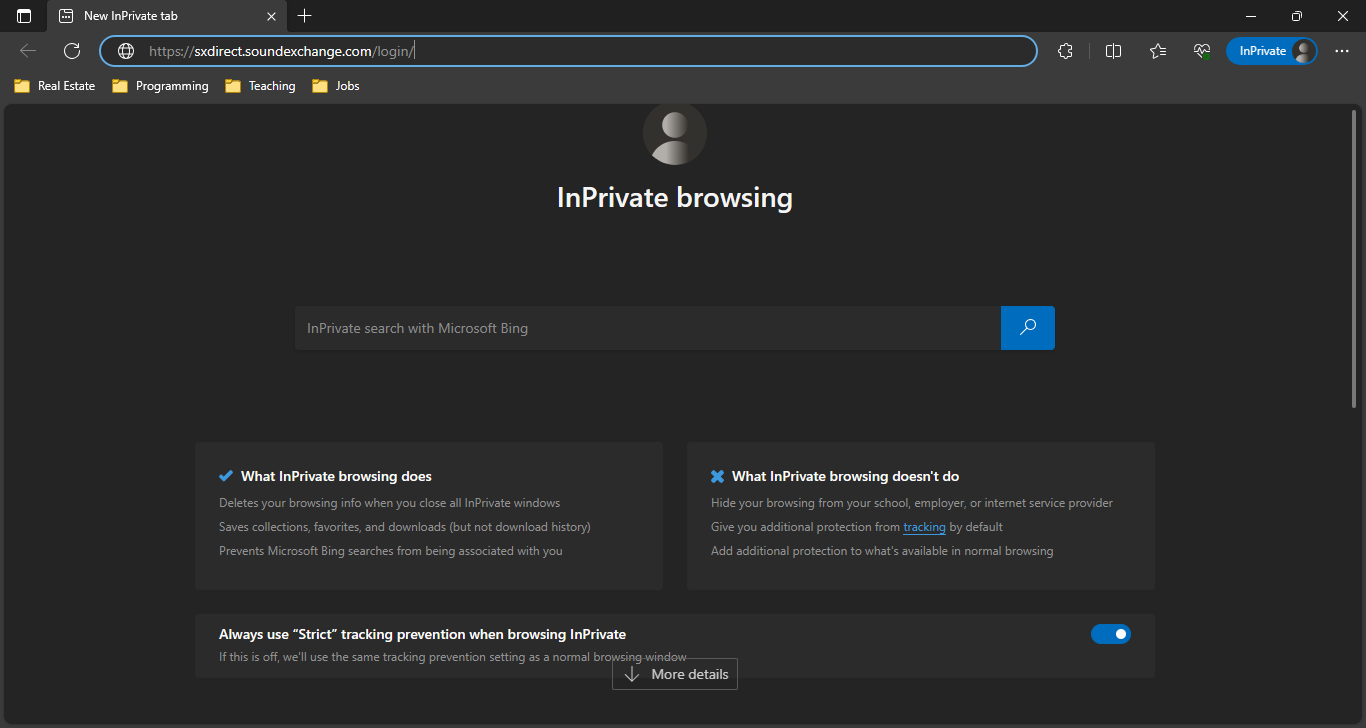 New InPrivate tab
https://sxdirect.soundexchange.com/login/
InPrivate
Real Estate
Programming
Teaching
Jobs
InPrivate browsing
InPrivate search with Microsoft Bing
What InPrivate browsing does
Deletes your browsing info when you close all InPrivate windows
Saves collections, favorites, and downloads (but not download history)
Prevents Microsoft Bing searches from being associated with you
What InPrivate browsing doesn't do
Hide your browsing from your school, employer, or internet service provider
Give you additional protection from tracking by default
Add additional protection to what's available in normal browsing
Always use “Strict” tracking prevention when browsing InPrivate
If this is off, we'll use the same tracking prevention setting as a normal browsing window
More details